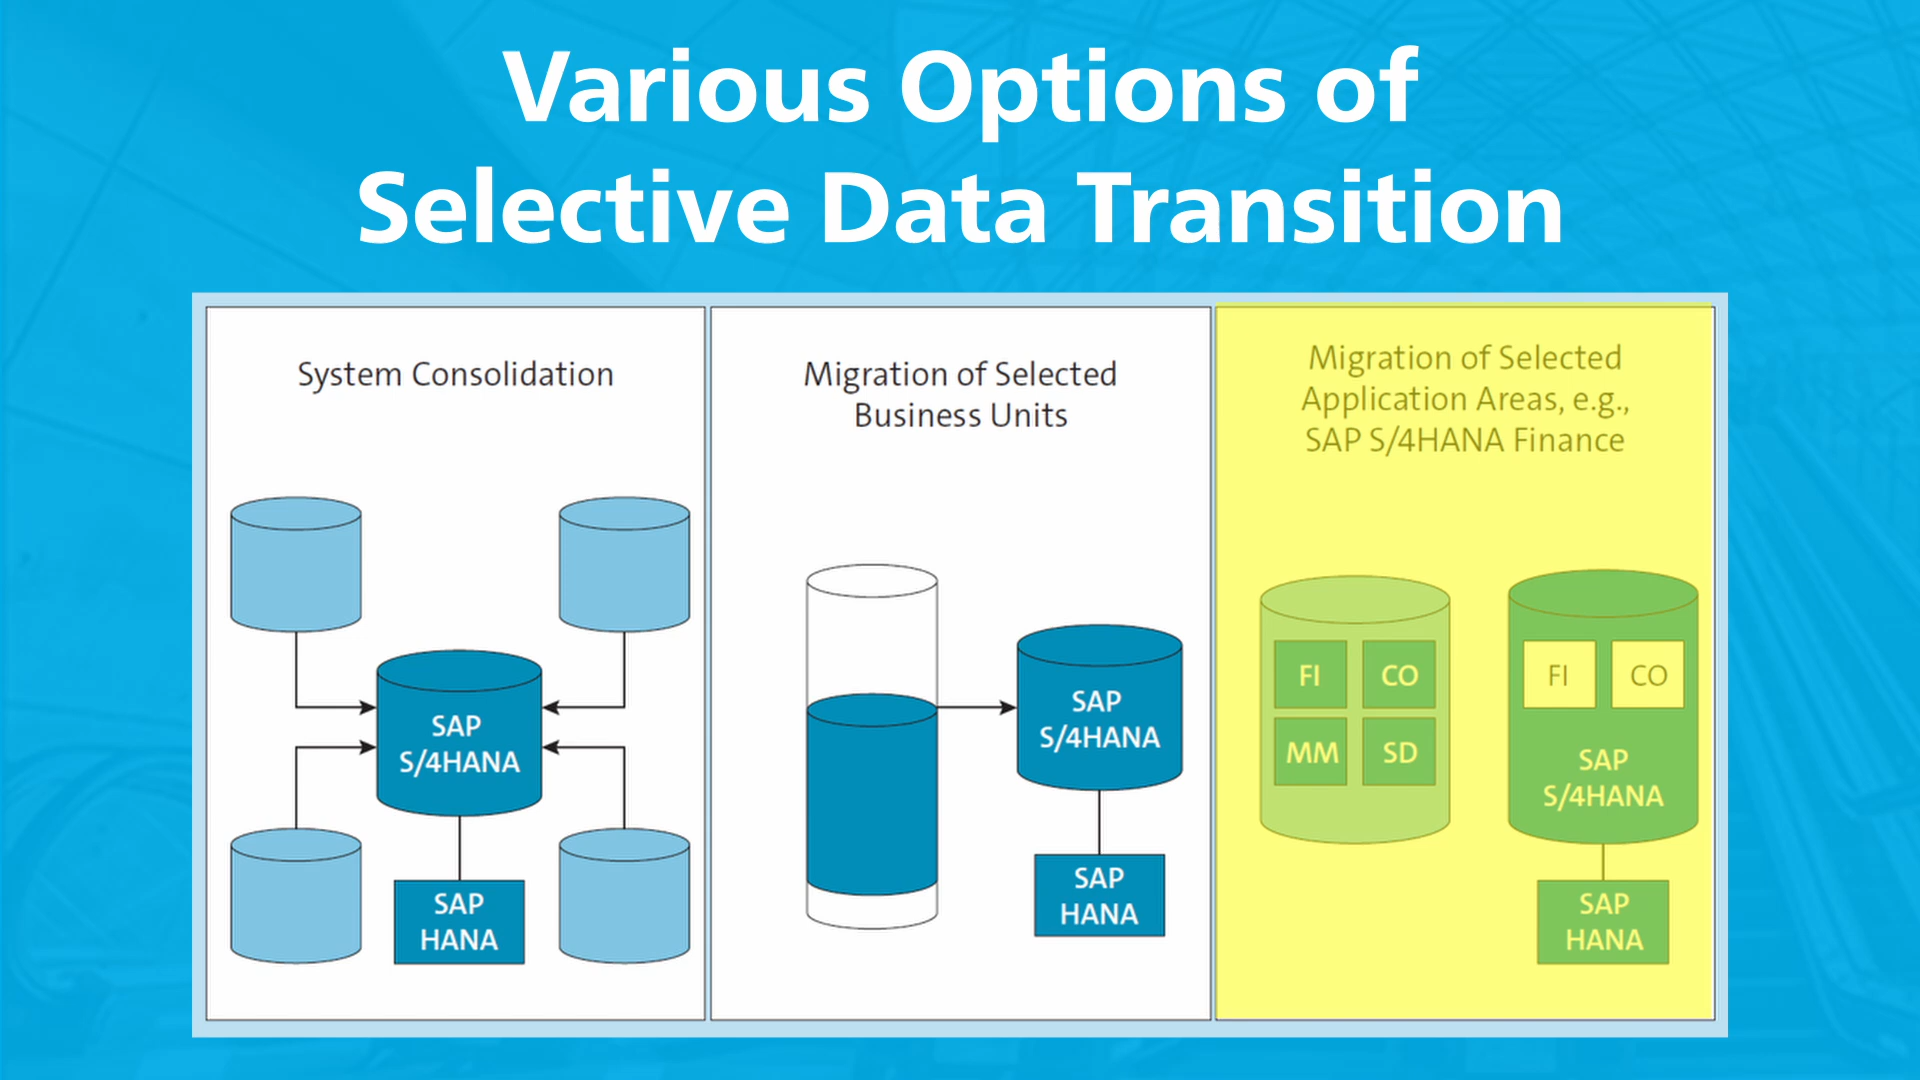 Various Options of
Selective Data Transition
System Consolidation
SAP
S/4HANA
SAP
HANA
Migration of Selected
Business Units
SAP
S/4HANA
SAP
HANA
Migration of Selected
Application Areas, e.g.,
SAP S/4HANA Finance
FI CO
MM SD
FI CO
SAP
S/4HANA
SAP
HANA